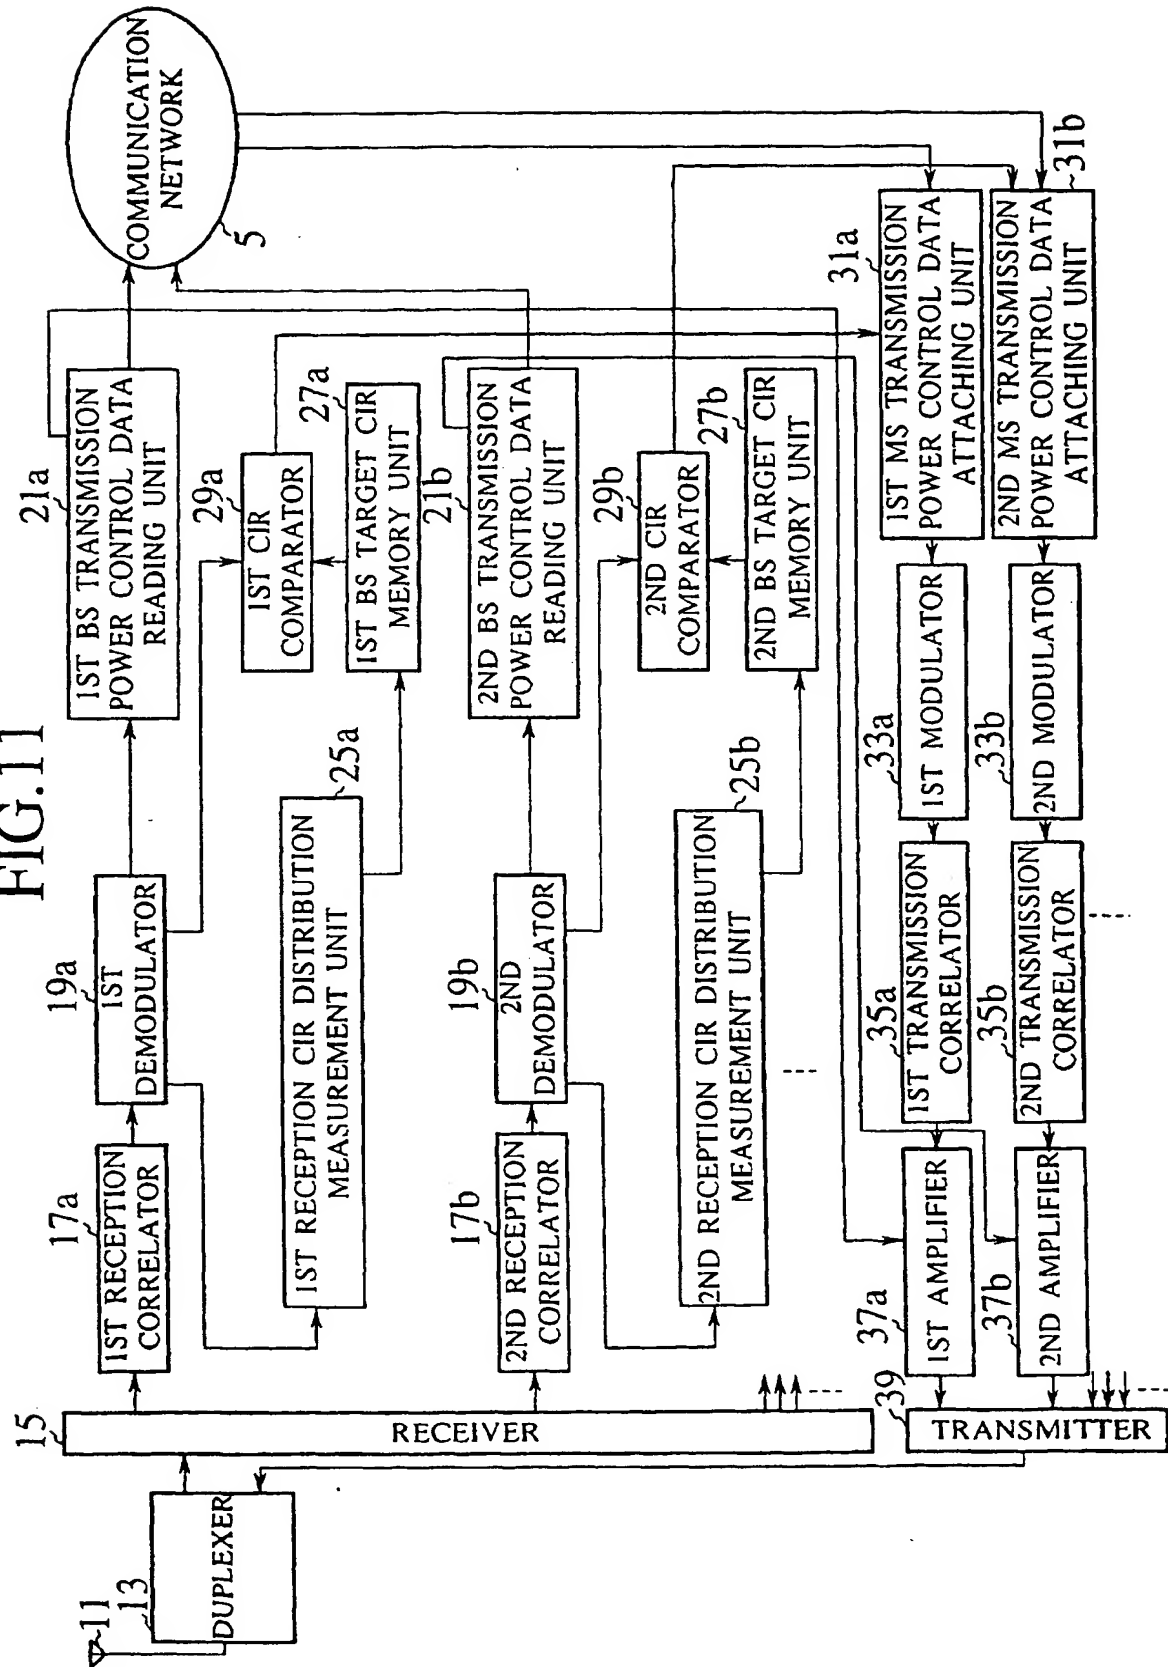 FIG.11
11
13
DUPLEXER
15
RECEIVER
17a
1ST RECEPTION
CORRELATOR
19a
1ST
DEMODULATOR
21a
1ST BS TRANSMISSION
POWER CONTROL DATA
READING UNIT
COMMUNICATION
NETWORK
5
29a
1ST CIR
COMPARATOR
27a
1ST BS TARGET CIR
MEMORY UNIT
25a
1ST RECEPTION CIR DISTRIBUTION
MEASUREMENT UNIT
17b
2ND RECEPTION
CORRELATOR
19b
2ND
DEMODULATOR
21b
2ND BS TRANSMISSION
POWER CONTROL DATA
READING UNIT
29b
2ND CIR
COMPARATOR
27b
2ND BS TARGET CIR
MEMORY UNIT
25b
2ND RECEPTION CIR DISTRIBUTION
MEASUREMENT UNIT
39
TRANSMITTER
37a
1ST AMPLIFIER
35a
1ST TRANSMISSION
CORRELATOR
33a
1ST MODULATOR
31a
1ST MS TRANSMISSION
POWER CONTROL DATA
ATTACHING UNIT
37b
2ND AMPLIFIER
35b
2ND TRANSMISSION
CORRELATOR
33b
2ND MODULATOR
31b
2ND MS TRANSMISSION
POWER CONTROL DATA
ATTACHING UNIT